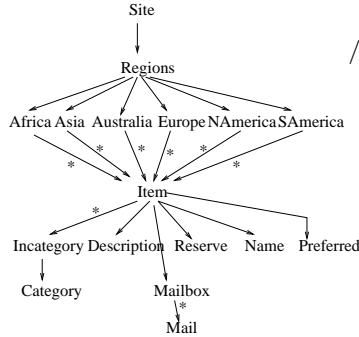 Site
/
Regions
Africa Asia Australia Europe NAmerica SAmerica
* * * * * *
Item
*
Incategory Description Reserve Name Preferred
Category Mailbox
*
Mail